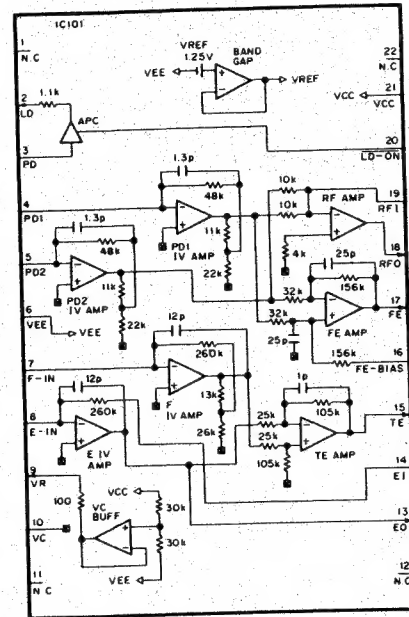 IC101
1
N.C
2
LD
1.1k
APC
3
PD
VREF
1.25V
VEE
BAND
GAP
VREF
22
N.C
21
VCC
VCC
20
LD-ON
4
PD1
1.3p
48k
PD1
IV AMP
11k
22k
5
PD2
1.3p
48k
PD2
IV AMP
11k
22k
6
VEE
VEE
10k
10k
RF AMP
4k
19
RF I
18
RFO
25p
156k
32k
32k
25p
FE AMP
17
FE
156k
16
FE-BIAS
7
F-IN
12p
260k
F
IV AMP
13k
26k
8
E-IN
12p
260k
E IV
AMP
1p
105k
25k
25k
105k
TE AMP
15
TE
14
EI
13
EO
9
VR
100
VC
BUFF
VCC
30k
30k
VEE
10
VC
11
N.C
12
N.C